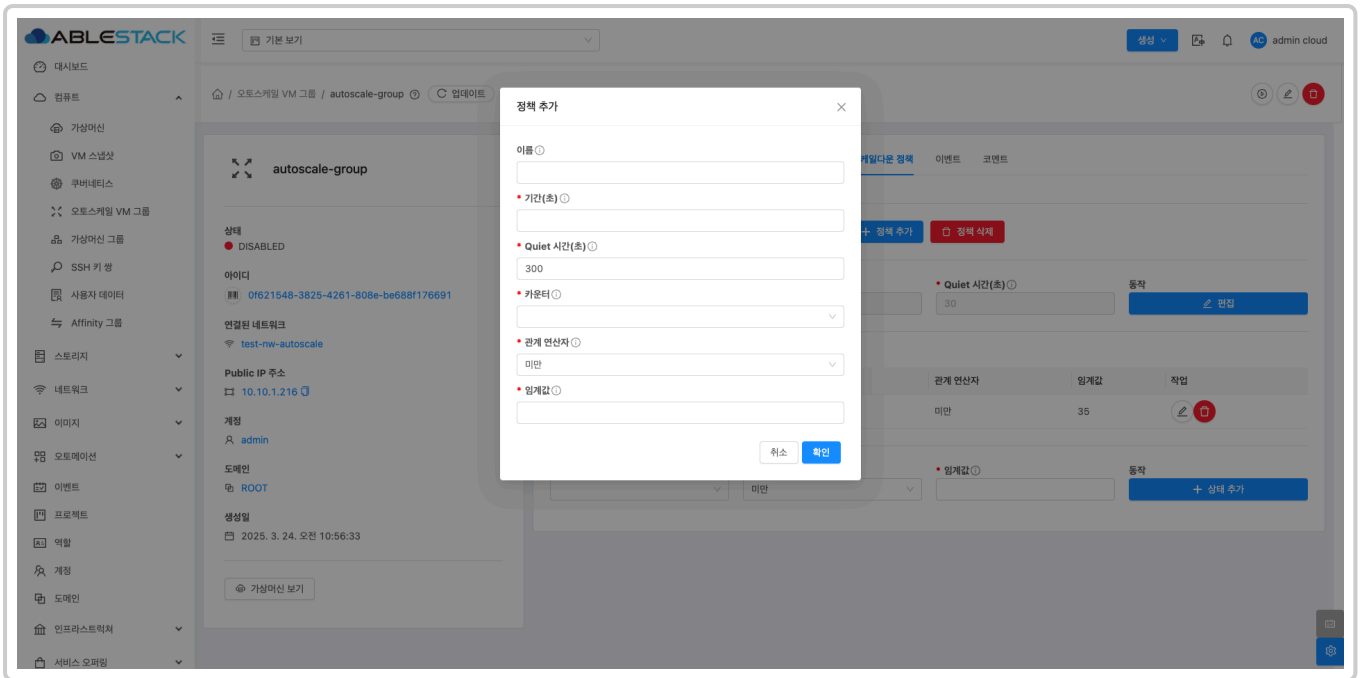 ABLESTACK
기본 보기
생성
AC
admin cloud
대시보드
컴퓨트
가상머신
VM 스냅샷
쿠버네티스
오토스케일 VM 그룹
가상머신 그룹
SSH 키 쌍
사용자 데이터
Affinity 그룹
스토리지
네트워크
이미지
오토메이션
이벤트
프로젝트
역할
계정
도메인
인프라스트럭쳐
서비스 오퍼링
/ 오토스케일 VM 그룹 / autoscale-group
업데이트
autoscale-group
상태
DISABLED
아이디
0f621548-3825-4261-808e-be688f176691
연결된 네트워크
test-nw-autoscale
Public IP 주소
10.10.1.216
계정
admin
도메인
ROOT
생성일
2025. 3. 24. 오전 10:56:33
가상머신 보기
정책 추가
이름
* 기간(초)
* Quiet 시간(초)
300
* 카운터
* 관계 연산자
미만
* 임계값
취소
확인
케일다운 정책
이벤트
코멘트
+ 정책 추가
정책 삭제
* Quiet 시간(초)
동작
30
편집
관계 연산자
임계값
작업
미만
35
* 임계값
동작
미만
+ 상태 추가